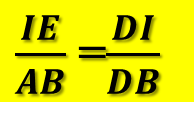 IE/AB = DI/DB